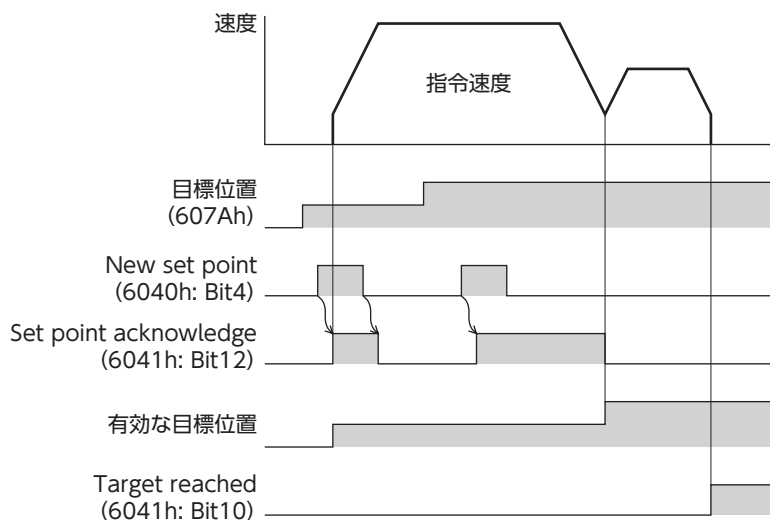 速度
指令速度
目標位置
(607Ah)
New set point
(6040h: Bit4)
Set point acknowledge
(6041h: Bit12)
有効な目標位置
Target reached
(6041h: Bit10)